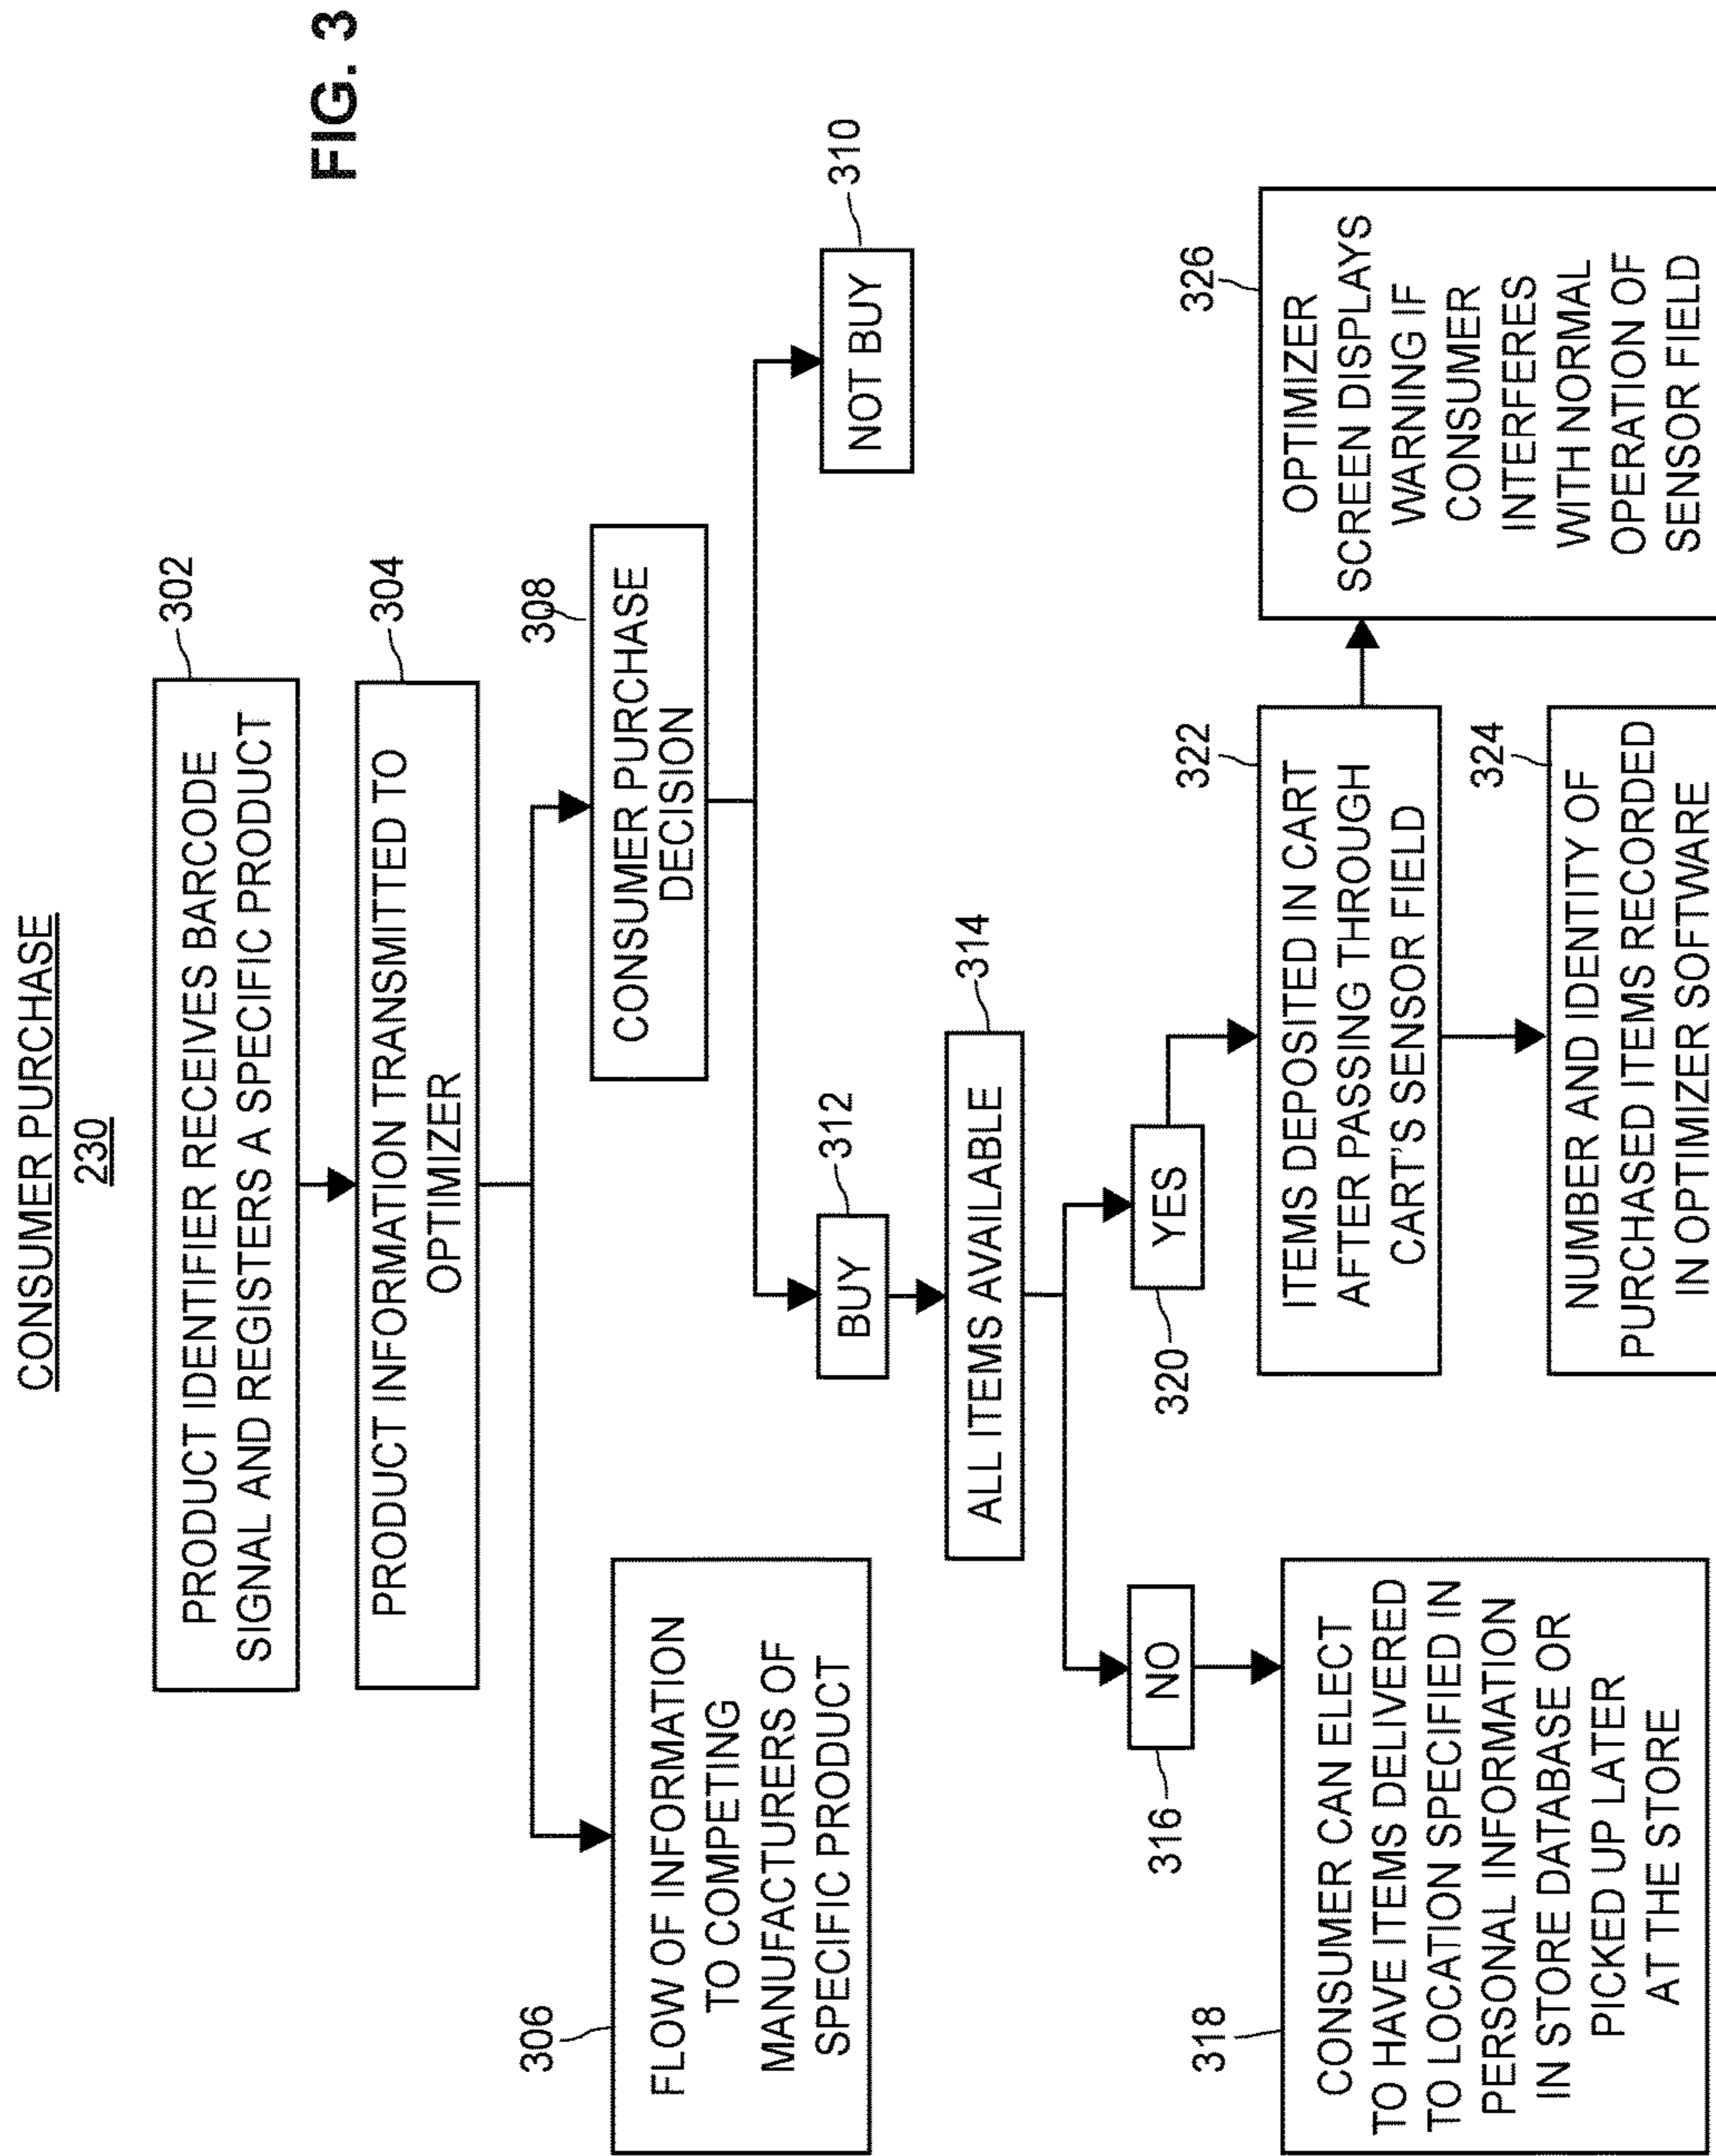 CONSUMER PURCHASE
230
FIG. 3
302
PRODUCT IDENTIFIER RECEIVES BARCODE
SIGNAL AND REGISTERS A SPECIFIC PRODUCT
304
PRODUCT INFORMATION TRANSMITTED TO
OPTIMIZER
306
FLOW OF INFORMATION
TO COMPETING
MANUFACTURERS OF
SPECIFIC PRODUCT
308
CONSUMER PURCHASE
DECISION
310
NOT BUY
312
BUY
314
ALL ITEMS AVAILABLE
316
NO
318
CONSUMER CAN ELECT
TO HAVE ITEMS DELIVERED
TO LOCATION SPECIFIED IN
PERSONAL INFORMATION
IN STORE DATABASE OR
PICKED UP LATER
AT THE STORE
320
YES
322
ITEMS DEPOSITED IN CART
AFTER PASSING THROUGH
CART'S SENSOR FIELD
324
NUMBER AND IDENTITY OF
PURCHASED ITEMS RECORDED
IN OPTIMIZER SOFTWARE
326
OPTIMIZER
SCREEN DISPLAYS
WARNING IF
CONSUMER
INTERFERES
WITH NORMAL
OPERATION OF
SENSOR FIELD